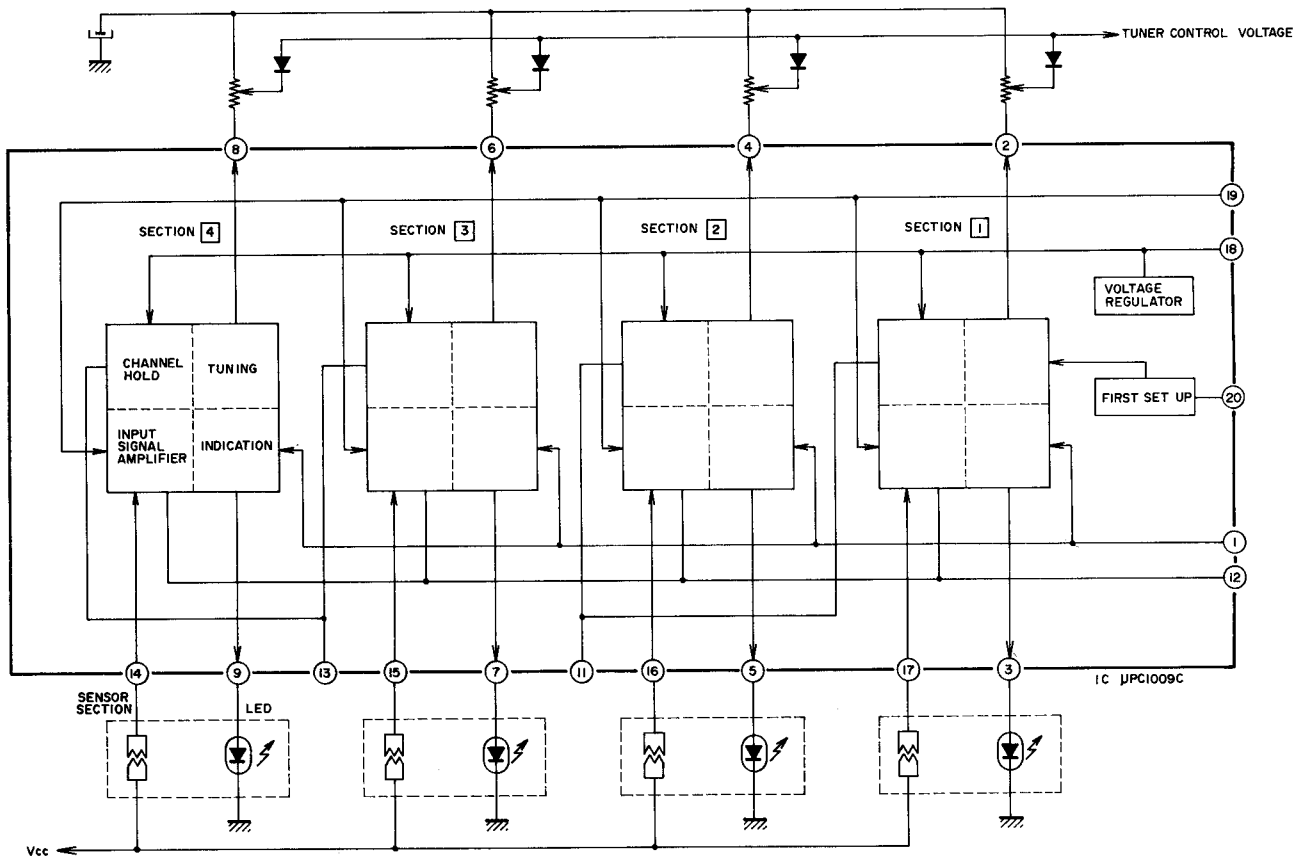 TUNER CONTROL VOLTAGE
8 6 4 2
19
SECTION 4 SECTION 3 SECTION 2 SECTION 1
18
VOLTAGE
REGULATOR
CHANNEL
HOLD
TUNING
FIRST SET UP
20
INPUT
SIGNAL
AMPLIFIER
INDICATION
1
12
14 9 13 15 7 11 16 5 17 3
IC μPC1009C
SENSOR
SECTION
LED
Vcc